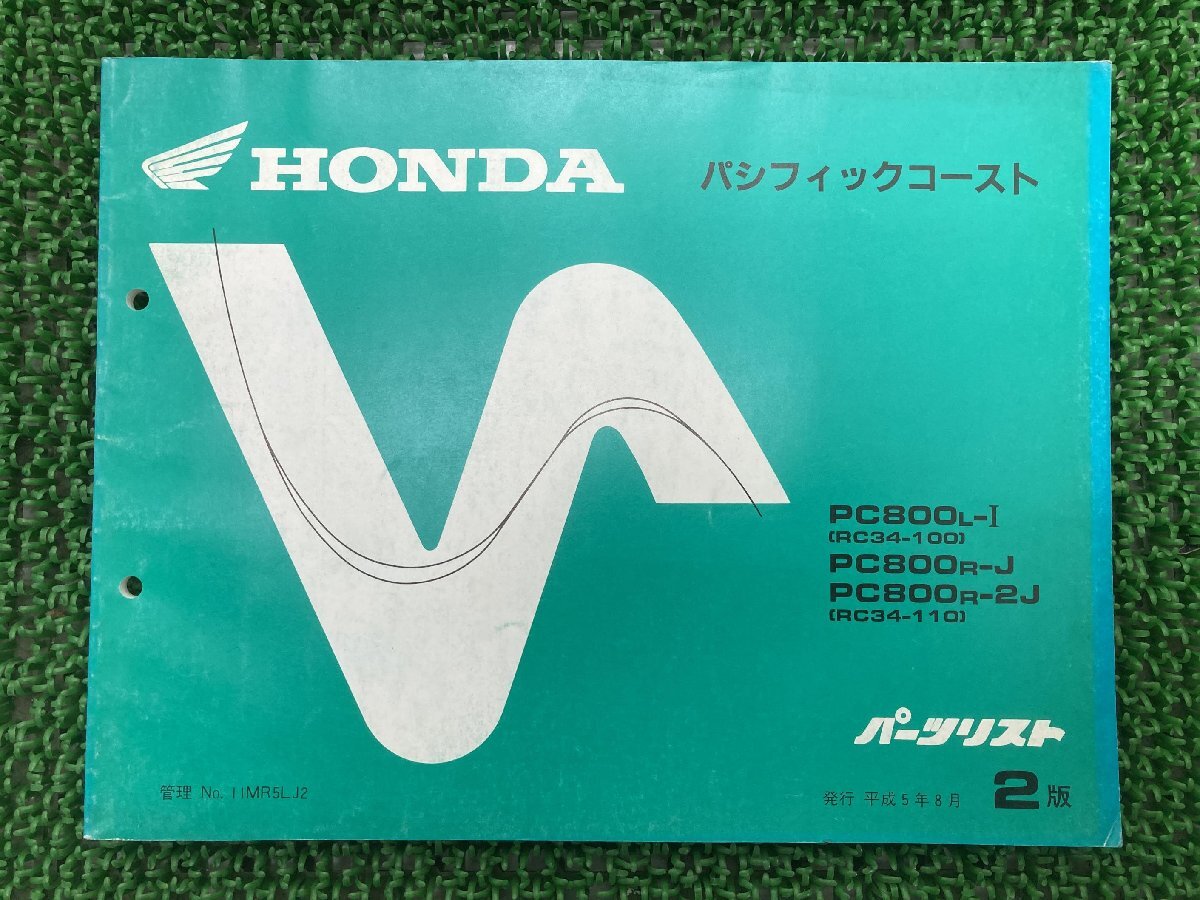 HONDA
パシフィックコースト
PC800L-I
(RC34-100)
PC800R-J
PC800R-2J
(RC34-110)
パーツリスト
管理 No. 11MR5LJ2
発行 平成5年8月 2版